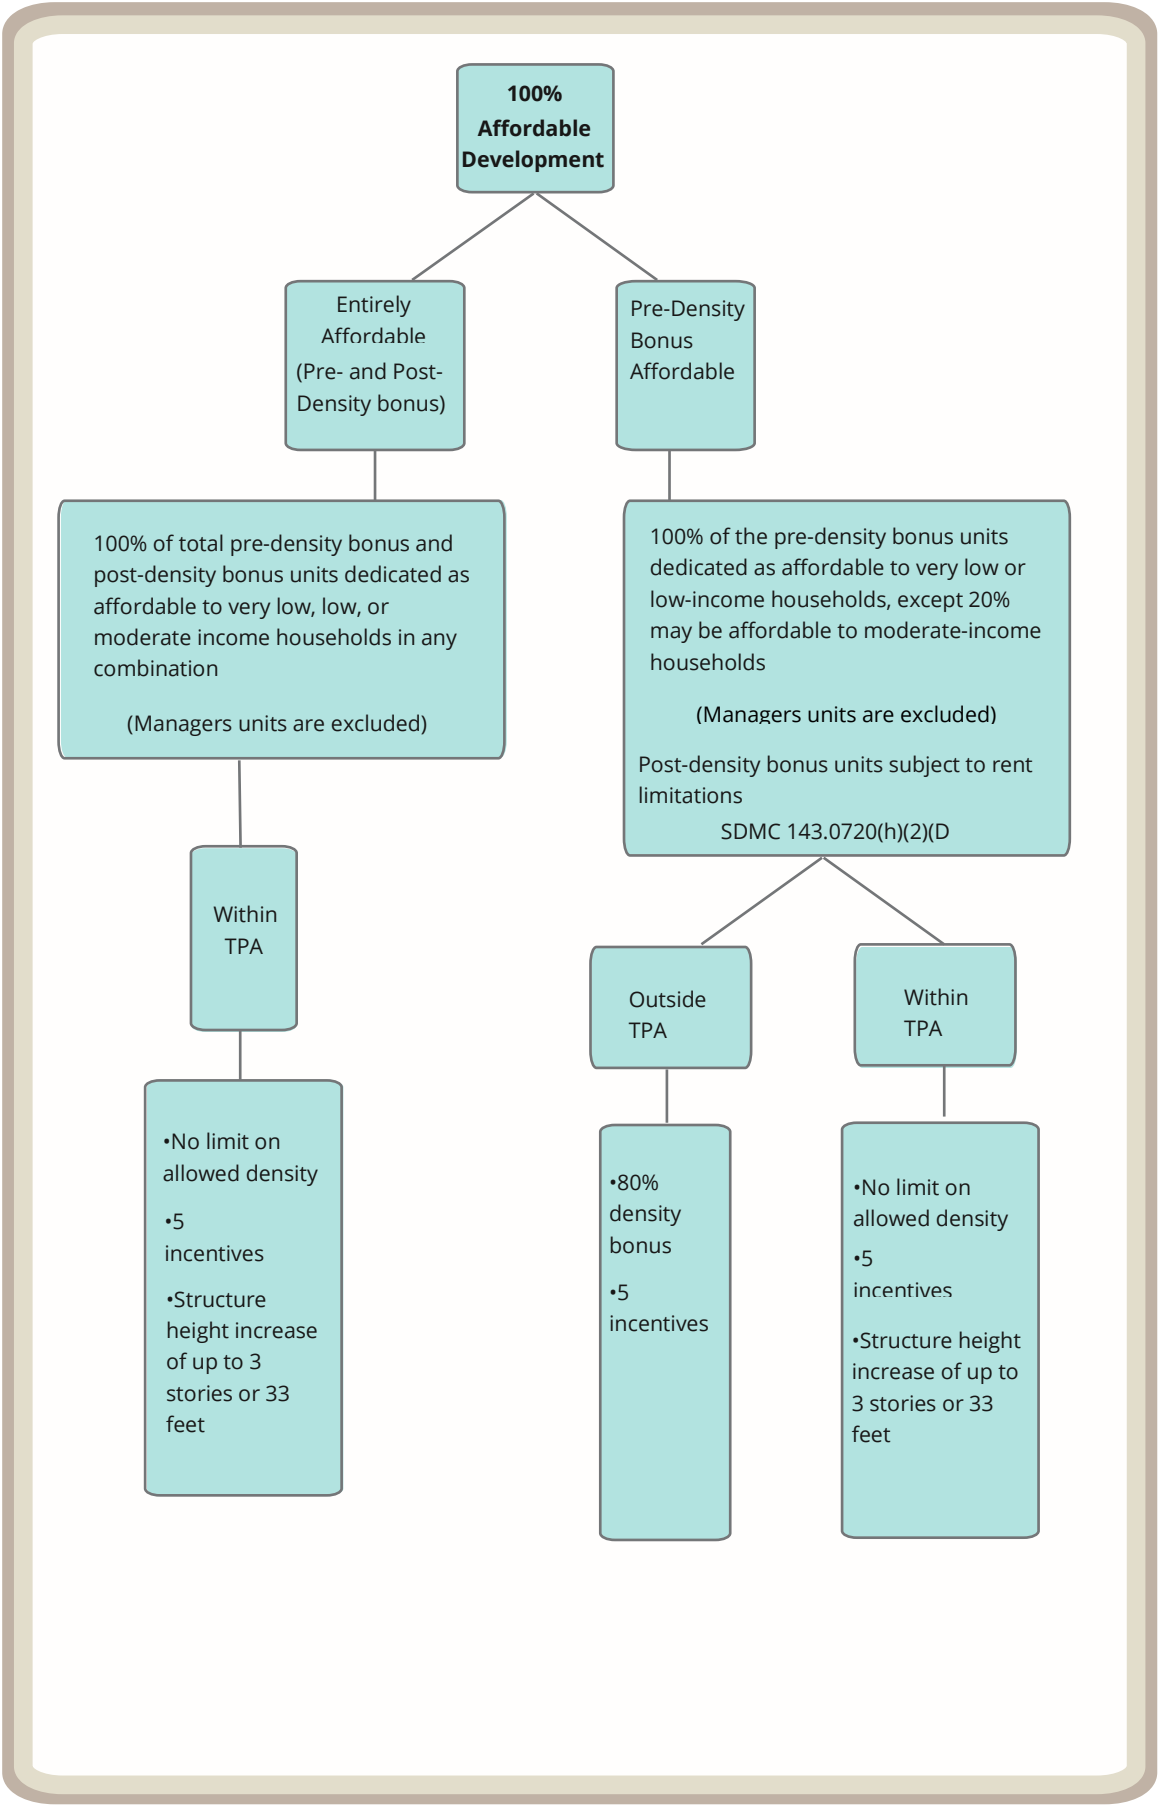 100%
Affordable
Development
Entirely
Affordable
(Pre- and Post-
Density bonus)
Pre-Density
Bonus
Affordable
100% of total pre-density bonus and
post-density bonus units dedicated as
affordable to very low, low, or
moderate income households in any
combination
(Managers units are excluded)
100% of the pre-density bonus units
dedicated as affordable to very low or
low-income households, except 20%
may be affordable to moderate-income
households
(Managers units are excluded)
Post-density bonus units subject to rent
limitations
SDMC 143.0720(h)(2)(D
Within
TPA
Outside
TPA
Within
TPA
•No limit on
allowed density
•5
incentives
•Structure
height increase
of up to 3
stories or 33
feet
•80%
density
bonus
•5
incentives
•No limit on
allowed density
•5
incentives
•Structure height
increase of up to
3 stories or 33
feet